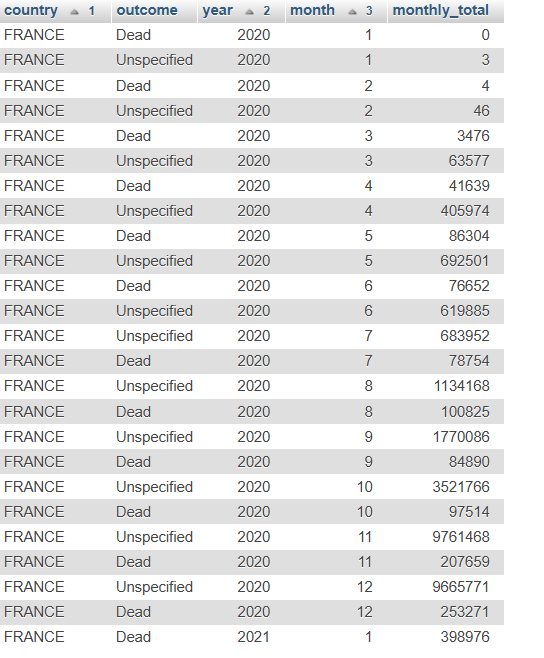 country 1 outcome year 2 month 3 monthly_total
FRANCE Dead 2020 1 0
FRANCE Unspecified 2020 1 3
FRANCE Dead 2020 2 4
FRANCE Unspecified 2020 2 46
FRANCE Dead 2020 3 3476
FRANCE Unspecified 2020 3 63577
FRANCE Dead 2020 4 41639
FRANCE Unspecified 2020 4 405974
FRANCE Dead 2020 5 86304
FRANCE Unspecified 2020 5 692501
FRANCE Dead 2020 6 76652
FRANCE Unspecified 2020 6 619885
FRANCE Unspecified 2020 7 683952
FRANCE Dead 2020 7 78754
FRANCE Unspecified 2020 8 1134168
FRANCE Dead 2020 8 100825
FRANCE Unspecified 2020 9 1770086
FRANCE Dead 2020 9 84890
FRANCE Unspecified 2020 10 3521766
FRANCE Dead 2020 10 97514
FRANCE Unspecified 2020 11 9761468
FRANCE Dead 2020 11 207659
FRANCE Unspecified 2020 12 9665771
FRANCE Dead 2020 12 253271
FRANCE Dead 2021 1 398976